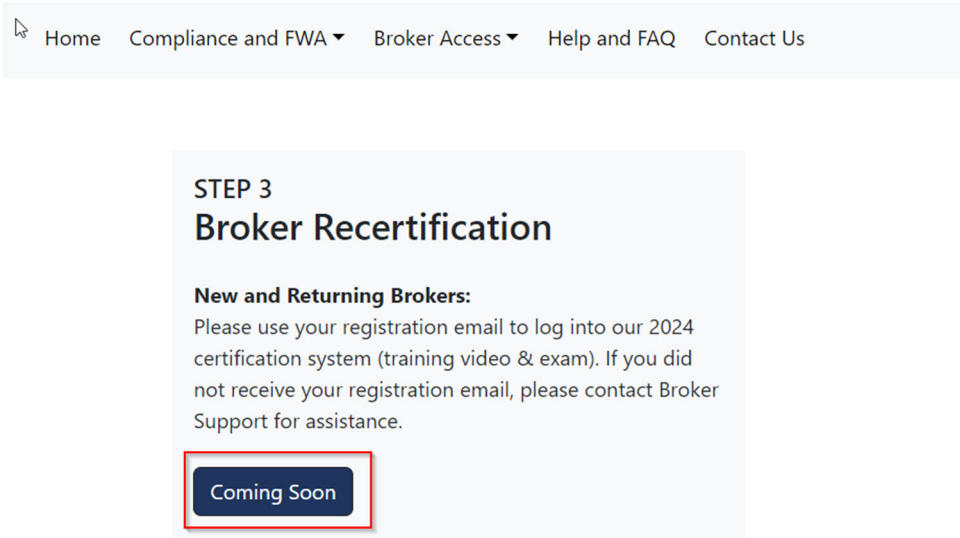 Home Compliance and FWA Broker Access Help and FAQ Contact Us
STEP 3
Broker Recertification
New and Returning Brokers:
Please use your registration email to log into our 2024
certification system (training video & exam). If you did
not receive your registration email, please contact Broker
Support for assistance.
Coming Soon